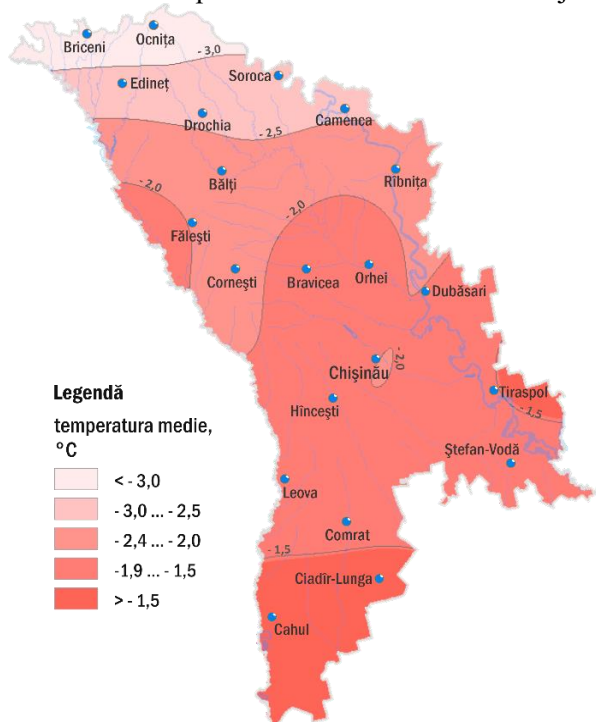 Ocnița
Briceni
- 3,0
Soroca
Edineț
Drochia
Camenca
- 2,5
Bălți
Rîbnița
- 2,0
- 2,0
Fălești
Cornești
Bravicea
Orhei
Dubăsari
Chișinău
- 2,0
Hîncești
Tiraspol
- 1,5
Ștefan-Vodă
Leova
Comrat
- 1,5
Ciadîr-Lunga
Cahul
Legendă
temperatura medie,
°C
< - 3,0
- 3,0 ... - 2,5
- 2,4 ... - 2,0
-1,9 ... - 1,5
> - 1,5